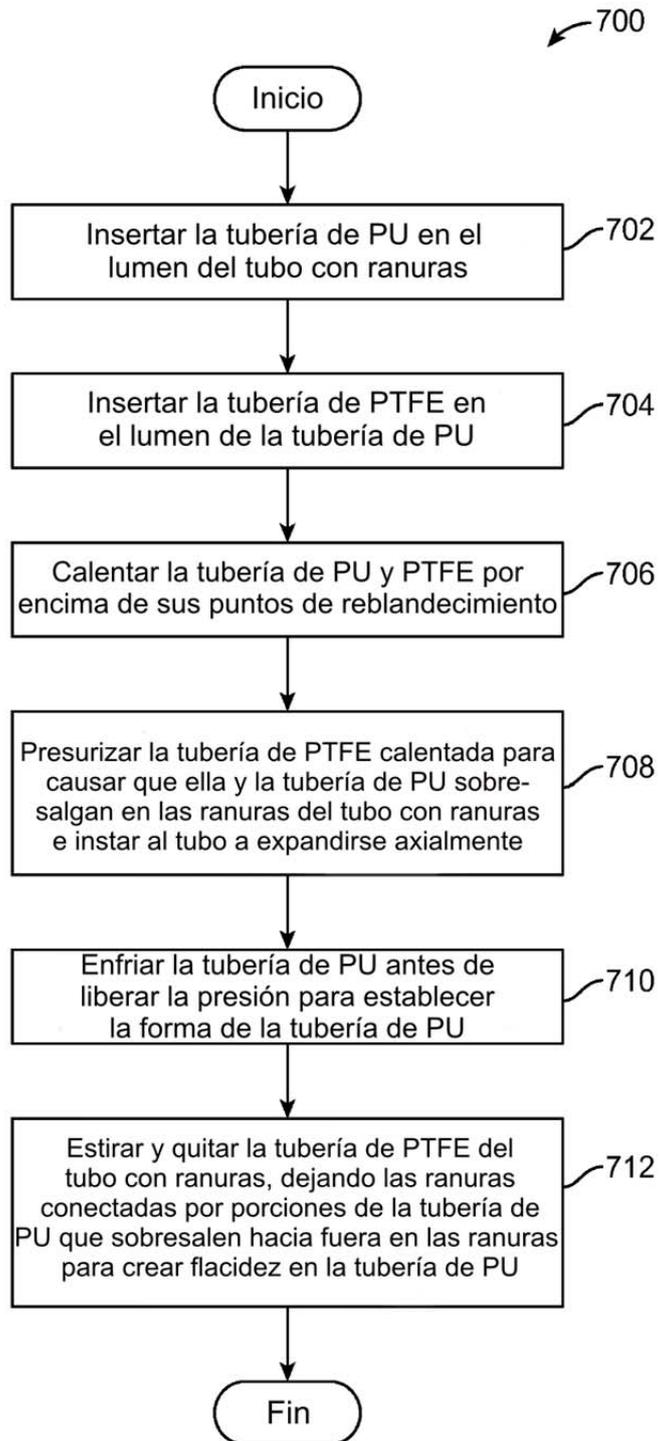 700
Inicio
Insertar la tubería de PU en el
lumen del tubo con ranuras
702
Insertar la tubería de PTFE en
el lumen de la tubería de PU
704
Calentar la tubería de PU y PTFE por
encima de sus puntos de reblandecimiento
706
Presurizar la tubería de PTFE calentada para
causar que ella y la tubería de PU sobre-
salgan en las ranuras del tubo con ranuras
e instar al tubo a expandirse axialmente
708
Enfriar la tubería de PU antes de
liberar la presión para establecer
la forma de la tubería de PU
710
Estirar y quitar la tubería de PTFE del
tubo con ranuras, dejando las ranuras
conectadas por porciones de la tubería de
PU que sobresalen hacia fuera en las ranuras
para crear flacidez en la tubería de PU
712
Fin